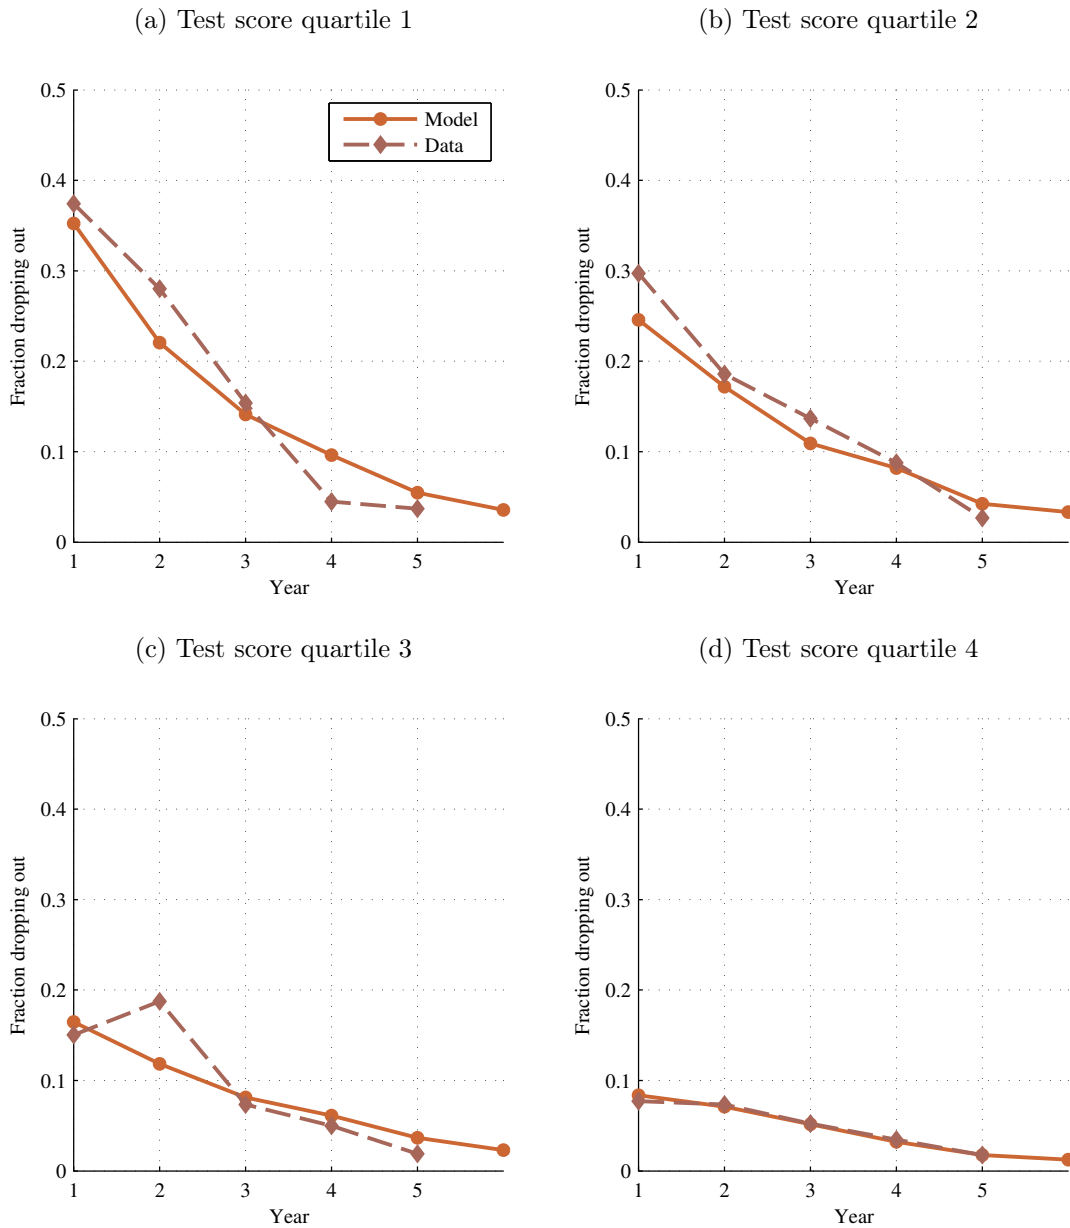 (a) Test score quartile 1
0.5
0.4
0.3
0.2
0.1
0
Fraction dropping out
Model
Data
1 2 3 4 5
Year
(b) Test score quartile 2
0.5
0.4
0.3
0.2
0.1
0
Fraction dropping out
1 2 3 4 5
Year
(c) Test score quartile 3
0.5
0.4
0.3
0.2
0.1
0
Fraction dropping out
1 2 3 4 5
Year
(d) Test score quartile 4
0.5
0.4
0.3
0.2
0.1
0
Fraction dropping out
1 2 3 4 5
Year